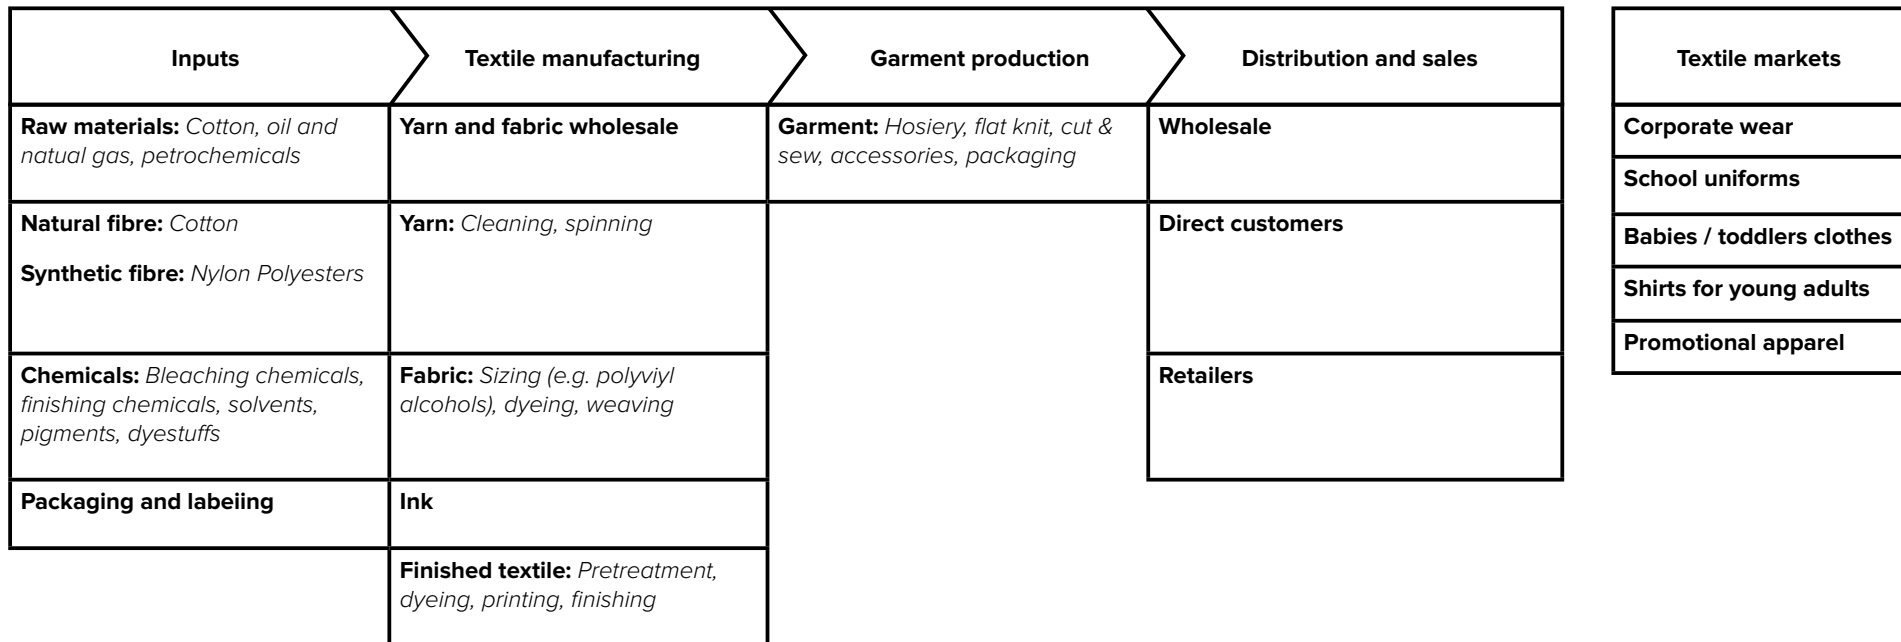 Inputs
Textile manufacturing
Garment production
Distribution and sales
Textile markets
Raw materials: Cotton, oil and
natual gas, petrochemicals
Natural fibre: Cotton
Synthetic fibre: Nylon Polyesters
Chemicals: Bleaching chemicals,
finishing chemicals, solvents,
pigments, dyestuffs
Packaging and labeiing
Yarn and fabric wholesale
Yarn: Cleaning, spinning
Fabric: Sizing (e.g. polyviyl
alcohols), dyeing, weaving
Ink
Finished textile: Pretreatment,
dyeing, printing, finishing
Garment: Hosiery, flat knit, cut &
sew, accessories, packaging
Wholesale
Direct customers
Retailers
Corporate wear
School uniforms
Babies / toddlers clothes
Shirts for young adults
Promotional apparel